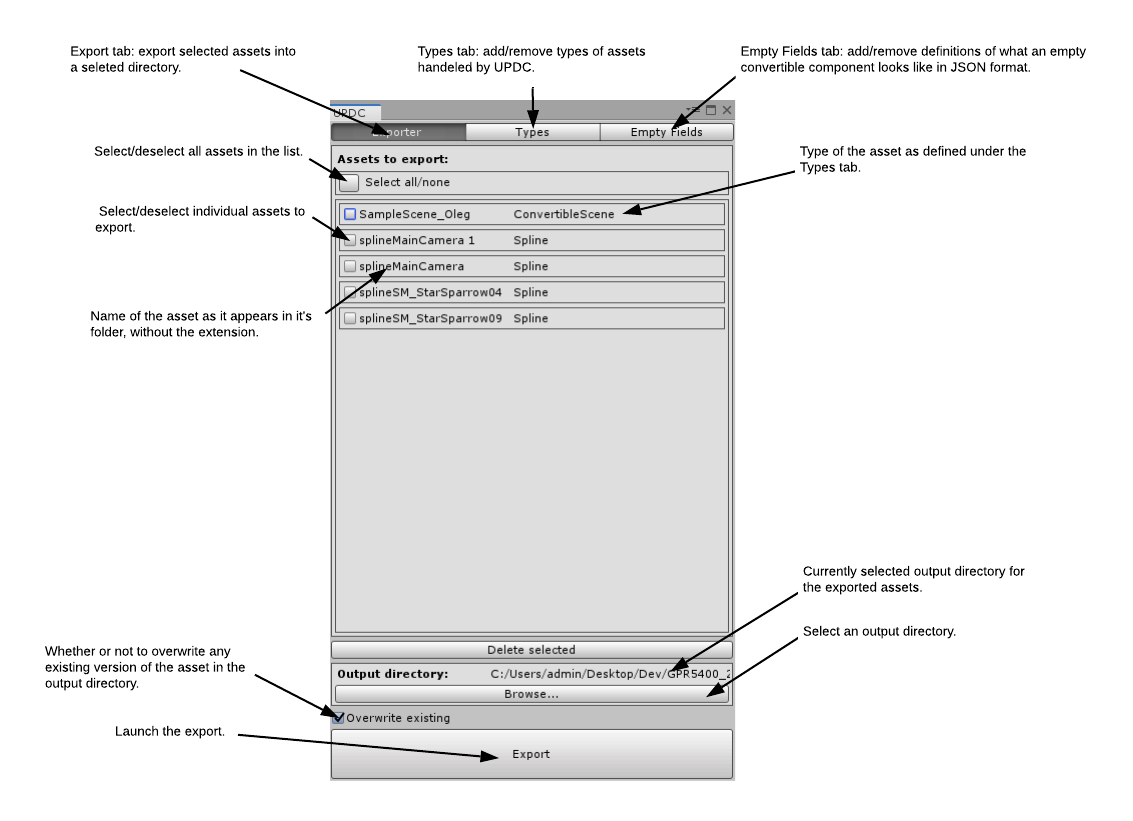 Export tab: export selected assets into
a seleted directory.
Types tab: add/remove types of assets
handeled by UPDC.
Empty Fields tab: add/remove definitions of what an empty
convertible component looks like in JSON format.
UPDC
Exporter
Types
Empty Fields
Select/deselect all assets in the list.
Assets to export:
Select all/none
Type of the asset as defined under the
Types tab.
Select/deselect individual assets to
export.
SampleScene_Oleg ConvertibleScene
splineMainCamera 1 Spline
splineMainCamera Spline
splineSM_StarSparrow04 Spline
splineSM_StarSparrow09 Spline
Name of the asset as it appears in it's
folder, without the extension.
Currently selected output directory for
the exported assets.
Select an output directory.
Whether or not to overwrite any
existing version of the asset in the
output directory.
Delete selected
Output directory: C:/Users/admin/Desktop/Dev/GPR5400_2
Browse...
Overwrite existing
Launch the export.
Export